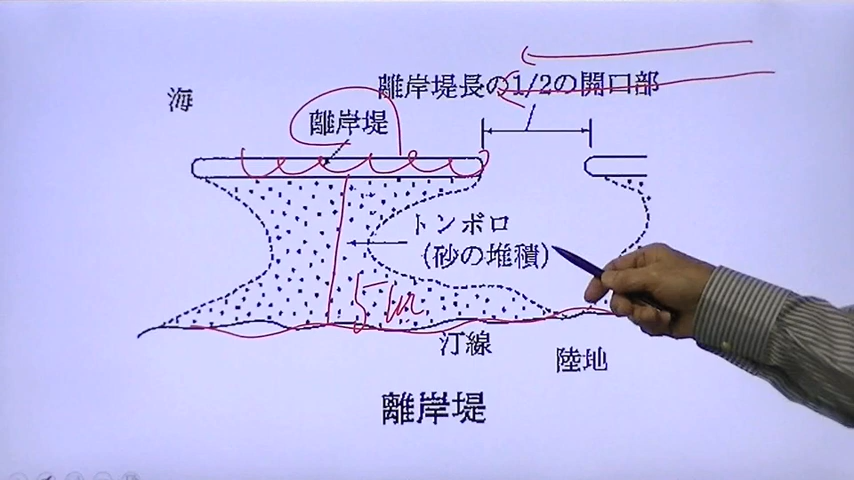 海
離岸堤長の1/2の開口部
離岸堤
トンボロ
(砂の堆積)
汀線
陸地
離岸堤